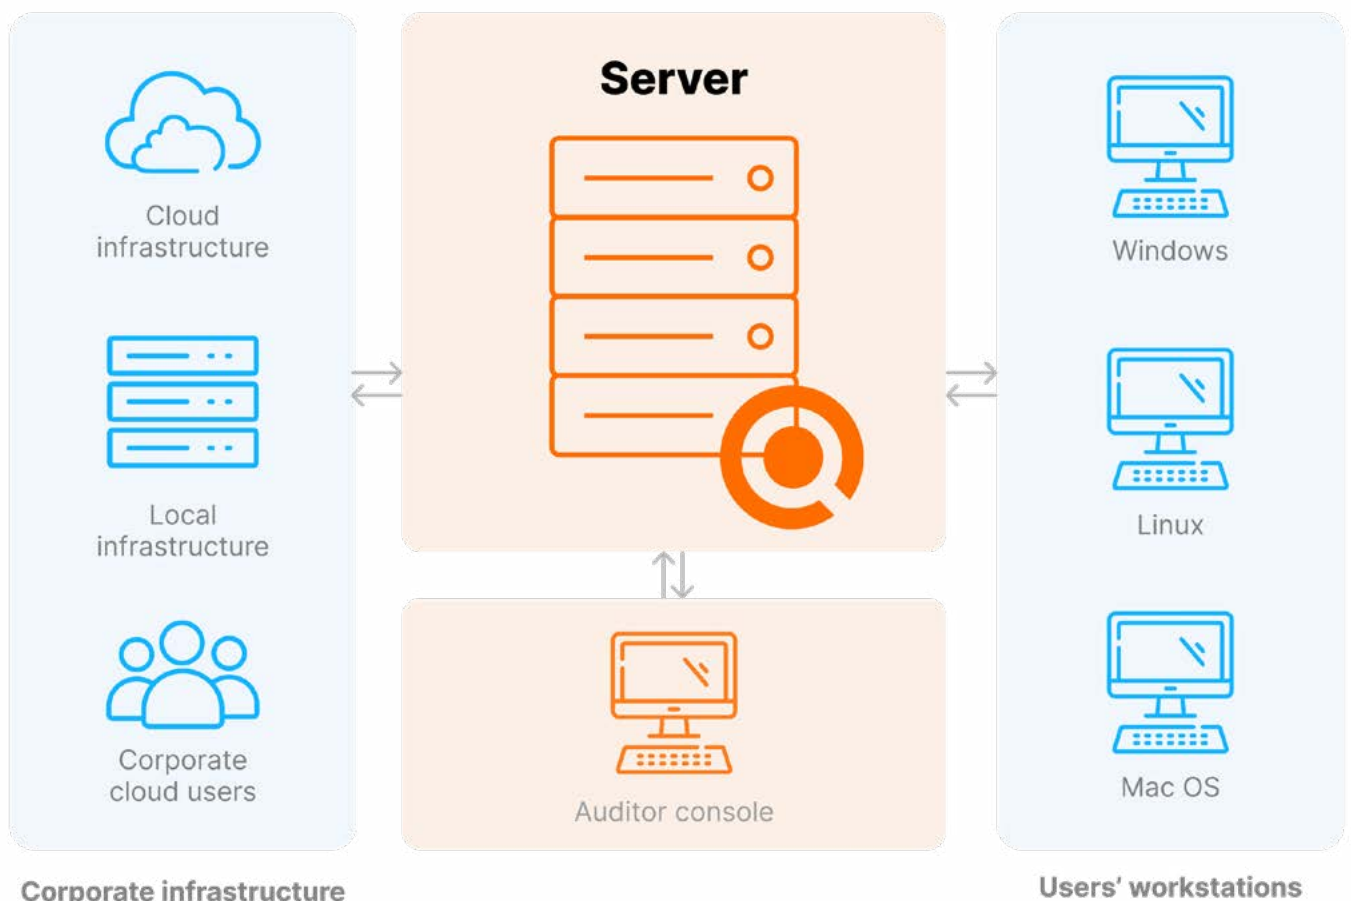 Server
Cloud
infrastructure
Local
infrastructure
Corporate
cloud users
Corporate infrastructure
Auditor console
Windows
Linux
Mac OS
Users’ workstations